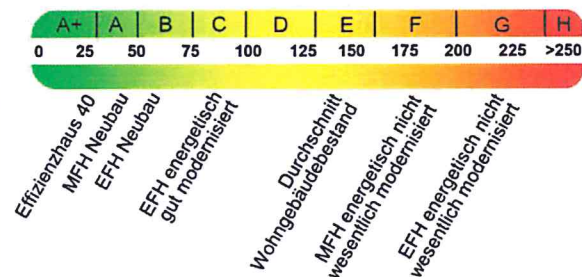 A+ A B C D E F G H
0 25 50 75 100 125 150 175 200 225 >250
Effizienzhaus 40
MFH Neubau
EFH Neubau
EFH energetisch
gut modernisiert
Durchschnitt
Wohngebäudebestand
MFH energetisch nicht
wesentlich modernisiert
EFH energetisch nicht
wesentlich modernisiert